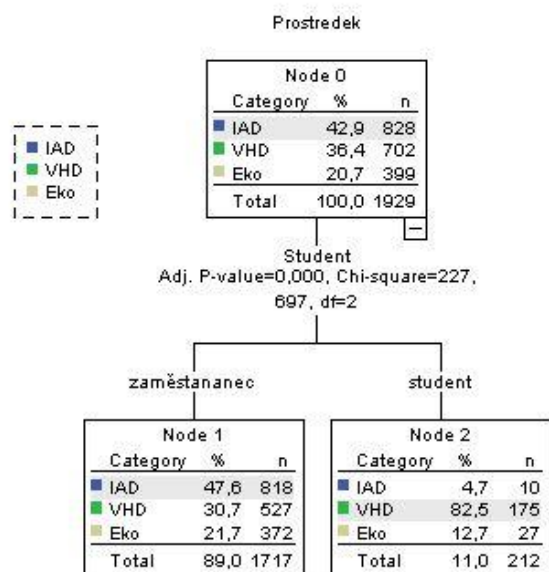 Prostredek
Node 0
Category % n
IAD 42,9 828
VHD 36,4 702
Eko 20,7 399
Total 100,0 1929
IAD
VHD
Eko
Student
Adj. P-value=0,000, Chi-square=227,
697, df=2
zaměstananec
student
Node 1
Category % n
IAD 47,6 818
VHD 30,7 527
Eko 21,7 372
Total 89,0 1717
Node 2
Category % n
IAD 4,7 10
VHD 82,5 175
Eko 12,7 27
Total 11,0 212